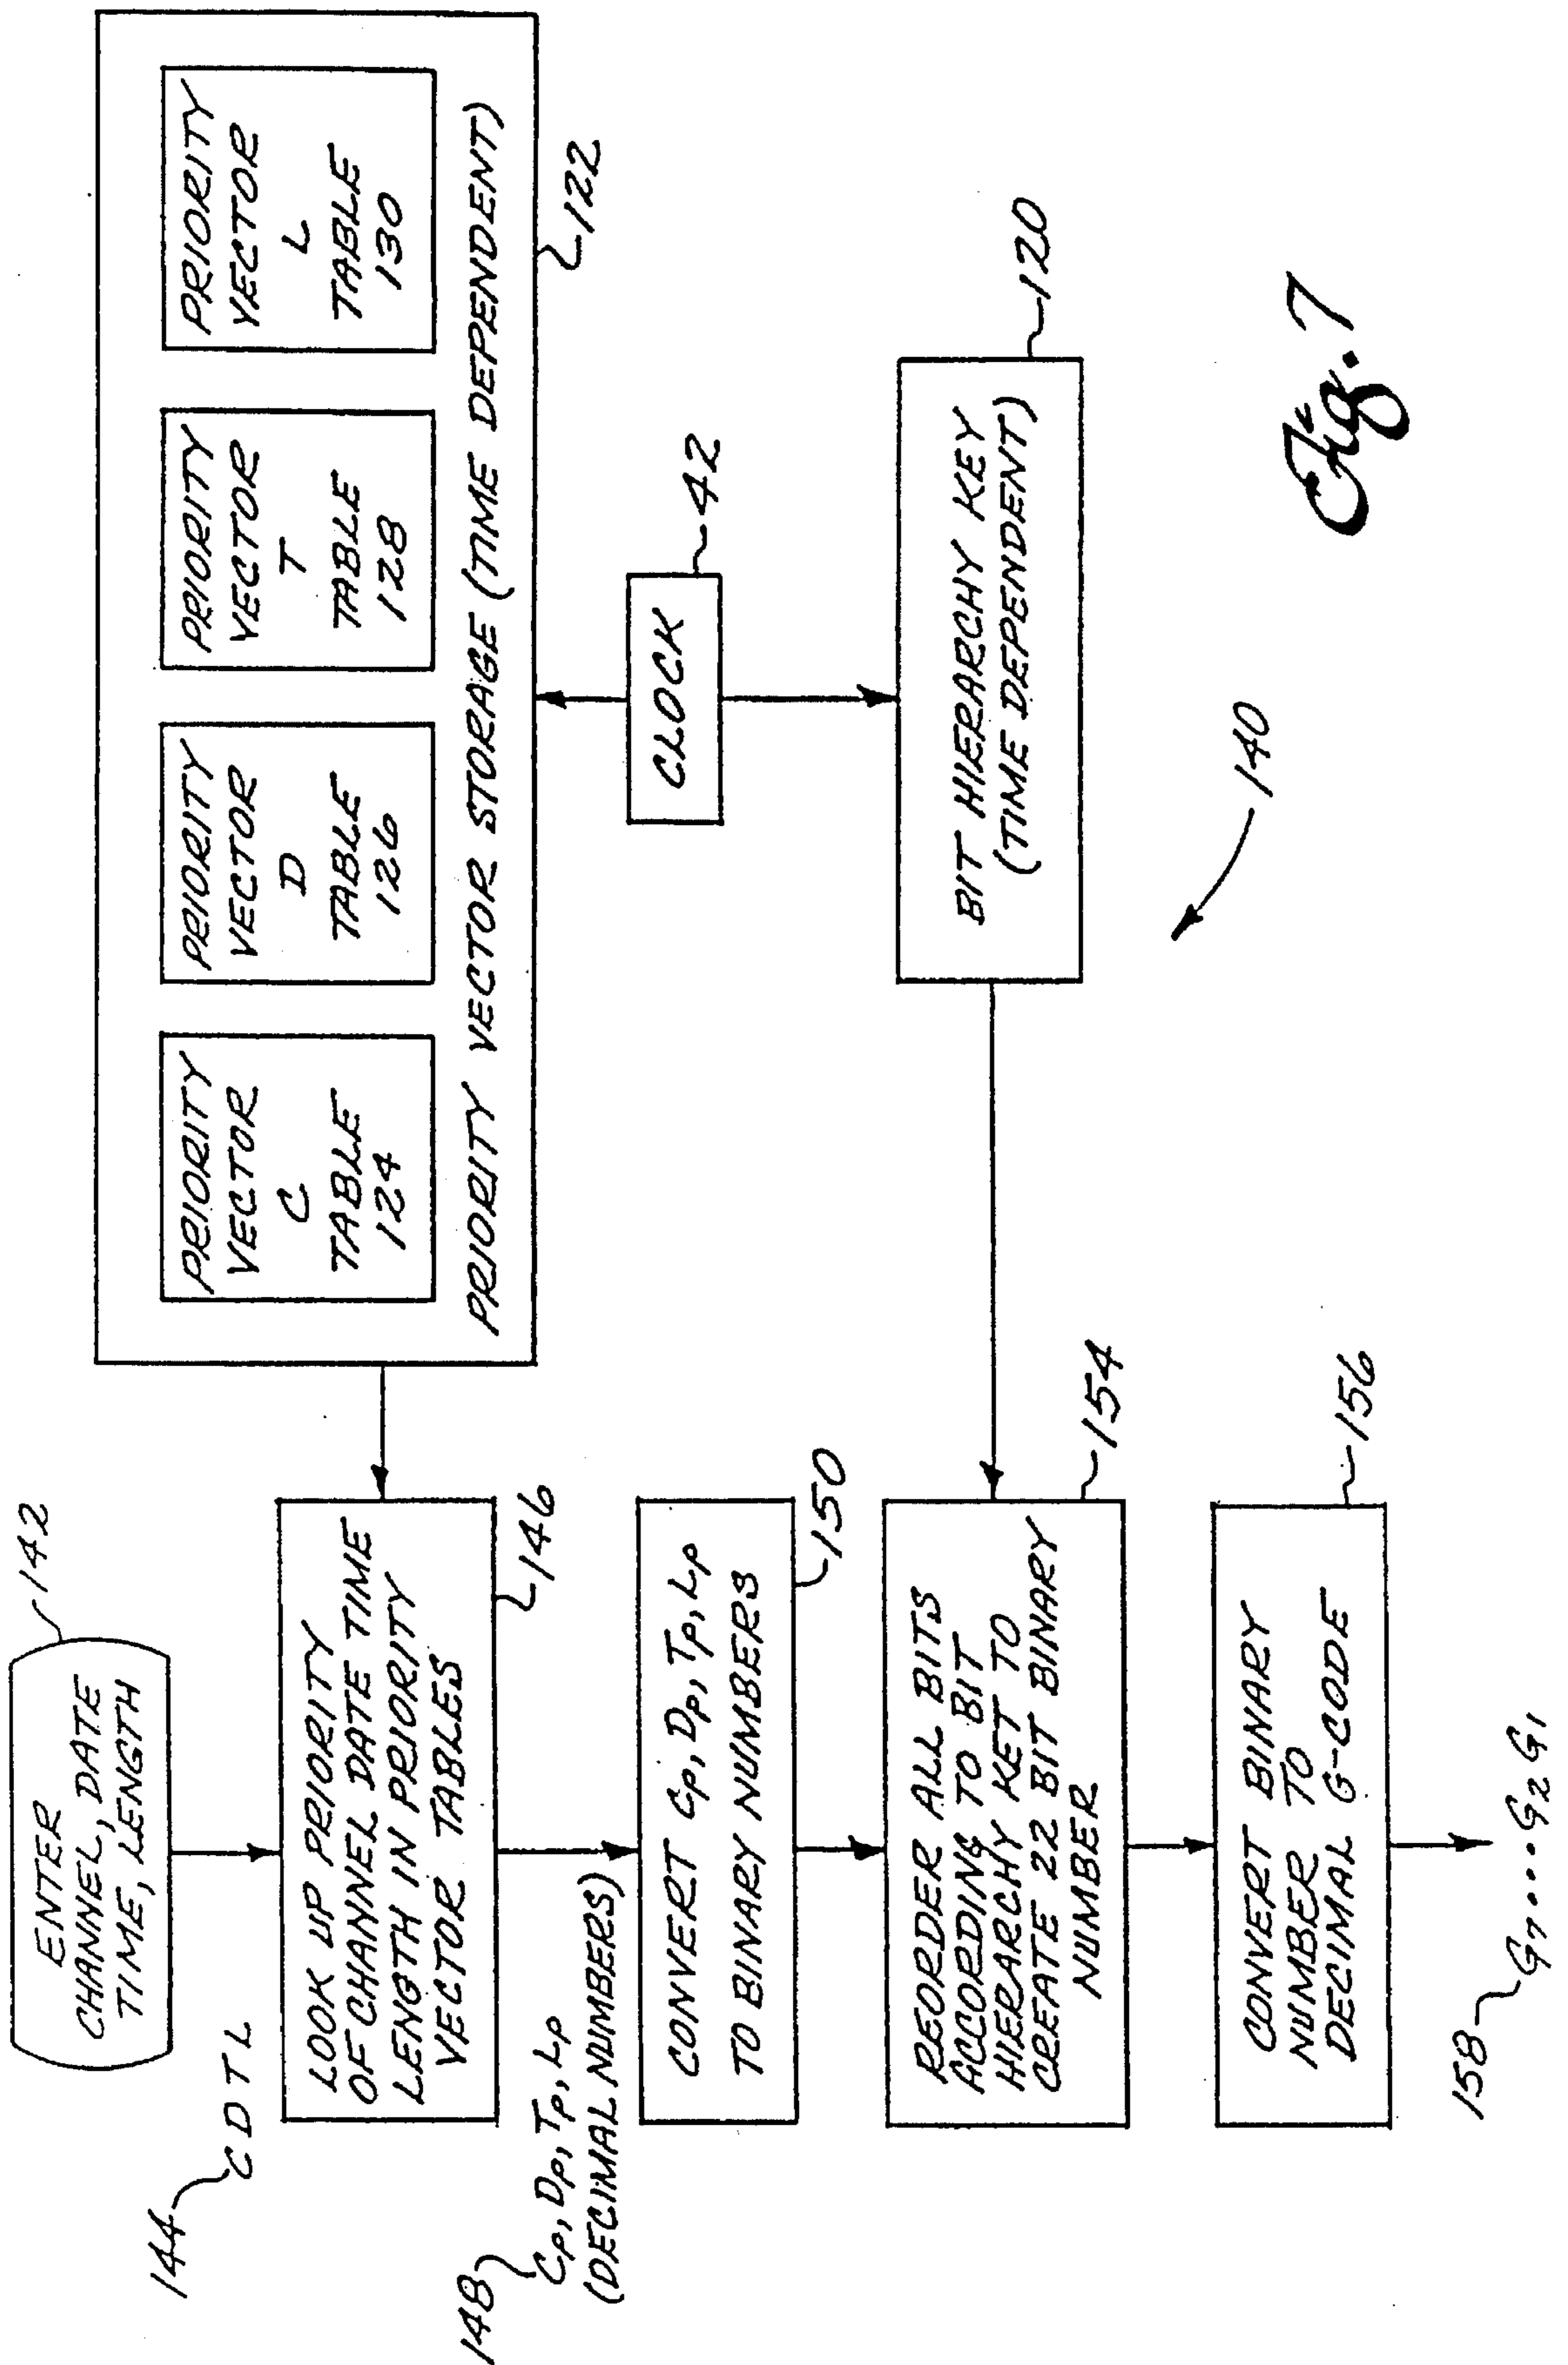 142
ENTER
CHANNEL, DATE
TIME, LENGTH
144
C D T L
LOOK UP PRIORITY
OF CHANNEL DATE TIME
LENGTH IN PRIORITY
VECTOR TABLES
146
148
Cp, Dp, Tp, Lp
(DECIMAL NUMBERS)
CONVERT Cp, Dp, Tp, Lp
TO BINARY NUMBERS
150
REORDER ALL BITS
ACCORDING TO BIT
HIERARCHY KET TO
CREATE 22 BIT BINARY
NUMBER
154
CONVERT BINARY
NUMBER TO
DECIMAL G-CODE
156
158
G7...G2 G1
PRIORITY
VECTOR
C
TABLE
124
PRIORITY
VECTOR
D
TABLE
126
PRIORITY
VECTOR
T
TABLE
128
PRIORITY
VECTOR
L
TABLE
130
PRIORITY VECTOR STORAGE (TIME DEPENDENT)
122
CLOCK
42
BIT HIERARCHY KEY
(TIME DEPENDENT)
120
140
Fig. 7